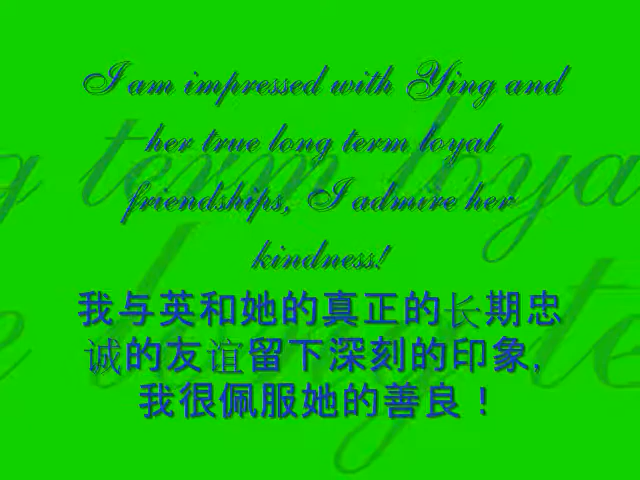 I am impressed with Ying and
her true long term loyal
friendships, I admire her
kindness!
我与英和她的真正的长期忠
诚的友谊留下深刻的印象,
我很佩服她的善良！